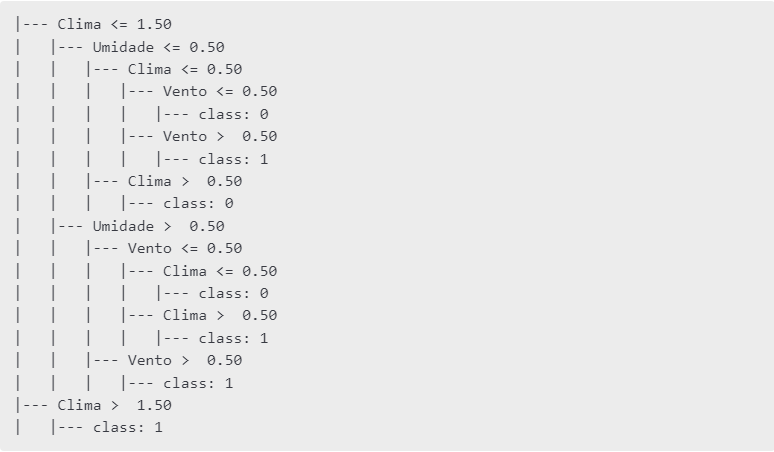 |--- Clima <= 1.50
|   |--- Umidade <= 0.50
|   |   |--- Clima <= 0.50
|   |   |   |--- Vento <= 0.50
|   |   |   |   |--- class: 0
|   |   |   |--- Vento >  0.50
|   |   |   |   |--- class: 1
|   |   |--- Clima >  0.50
|   |   |   |--- class: 0
|   |--- Umidade >  0.50
|   |   |--- Vento <= 0.50
|   |   |   |--- Clima <= 0.50
|   |   |   |   |--- class: 0
|   |   |   |--- Clima >  0.50
|   |   |   |   |--- class: 1
|   |   |--- Vento >  0.50
|   |   |   |--- class: 1
|--- Clima >  1.50
|   |--- class: 1